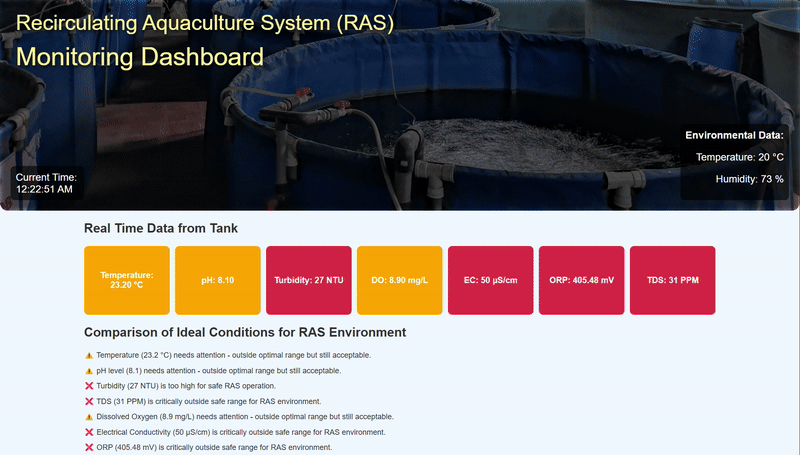 Recirculating Aquaculture System (RAS)
Monitoring Dashboard
Environmental Data:
Temperature: 20 °C
Humidity: 73 %
Current Time:
12:22:51 AM
Real Time Data from Tank
Temperature:
23.20 °C
pH: 8.10
Turbidity: 27 NTU
DO: 8.90 mg/L
EC: 50 µS/cm
ORP: 405.48 mV
TDS: 31 PPM
Comparison of Ideal Conditions for RAS Environment
Temperature (23.2 °C) needs attention - outside optimal range but still acceptable.
pH level (8.1) needs attention - outside optimal range but still acceptable.
Turbidity (27 NTU) is too high for safe RAS operation.
TDS (31 PPM) is critically outside safe range for RAS environment.
Dissolved Oxygen (8.9 mg/L) needs attention - outside optimal range but still acceptable.
Electrical Conductivity (50 µS/cm) is critically outside safe range for RAS environment.
ORP (405.48 mV) is critically outside safe range for RAS environment.